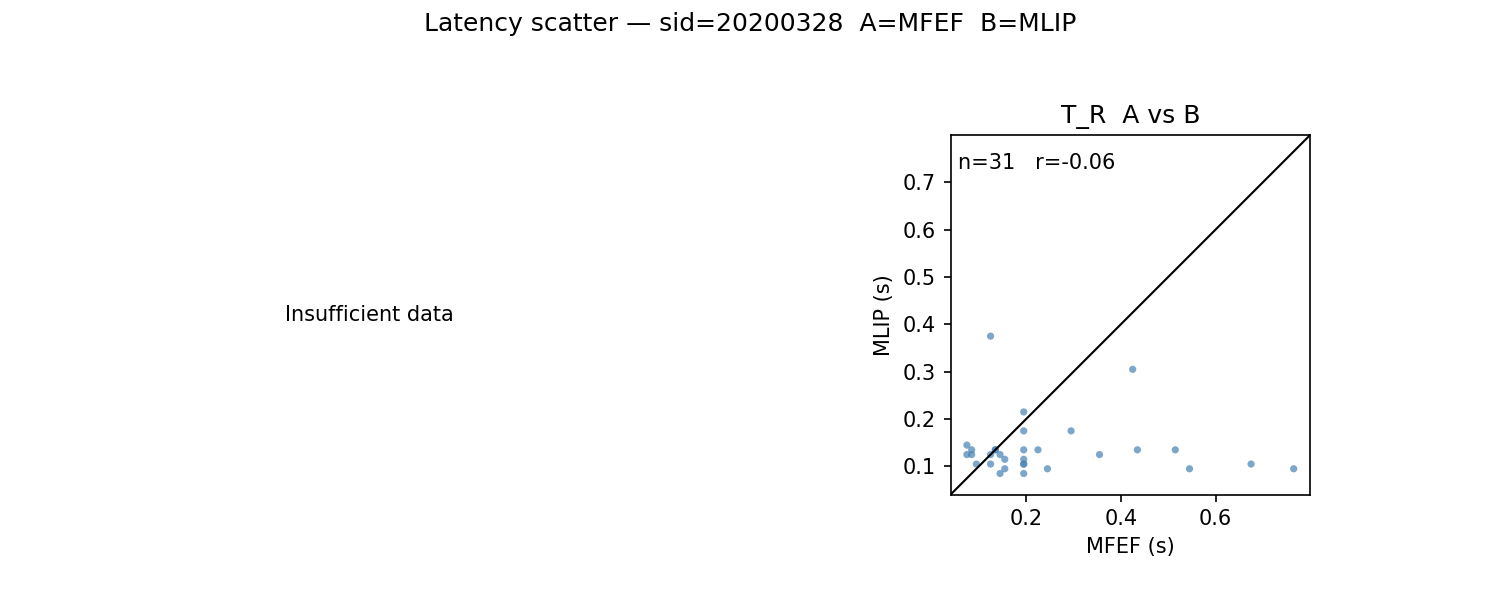 Latency scatter — sid=20200328  A=MFEF  B=MLIP
Insufficient data
T_R  A vs B
n=31   r=-0.06
MLIP (s)
0.7
0.6
0.5
0.4
0.3
0.2
0.1
0.2
0.4
0.6
MFEF (s)